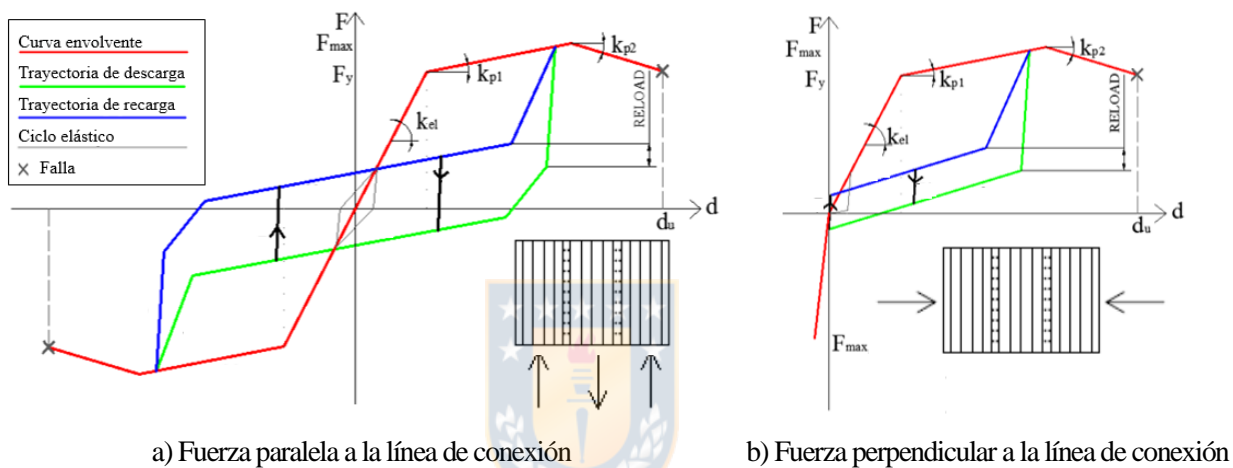 Curva envolvente
Trayectoria de descarga
Trayectoria de recarga
Ciclo elástico
× Falla
F
Fmax
Fy
kel
kp1
kp2
RELOAD
d
du
a) Fuerza paralela a la línea de conexión
F
Fmax
Fy
kel
kp1
kp2
RELOAD
d
du
Fmax
b) Fuerza perpendicular a la línea de conexión